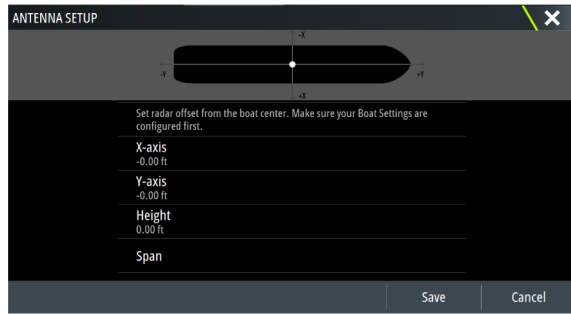 ANTENNA SETUP
-X
-Y
+Y
+X
Set radar offset from the boat center. Make sure your Boat Settings are
configured first.
X-axis
-0.00 ft
Y-axis
-0.00 ft
Height
0.00 ft
Span
Save Cancel